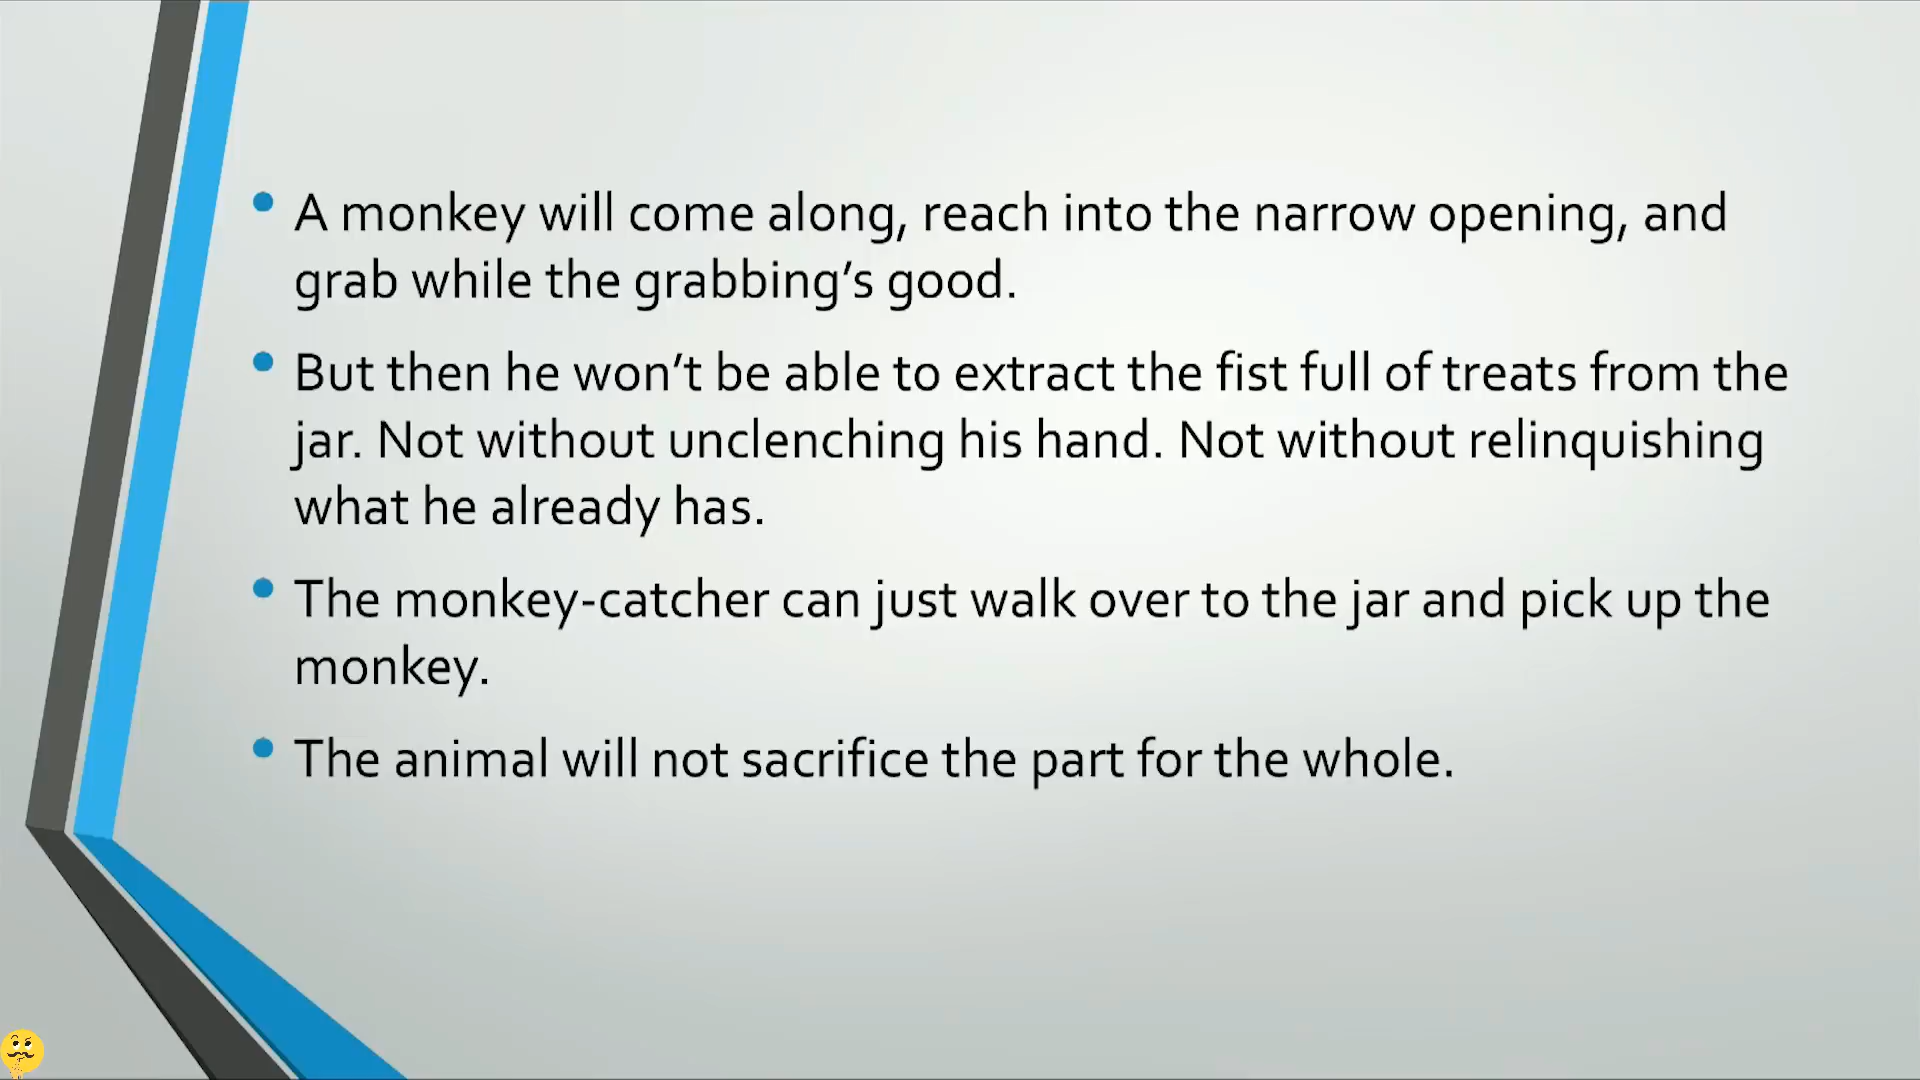 • A monkey will come along, reach into the narrow opening, and
grab while the grabbing’s good.
• But then he won’t be able to extract the fist full of treats from the
jar. Not without unclenching his hand. Not without relinquishing
what he already has.
• The monkey-catcher can just walk over to the jar and pick up the
monkey.
• The animal will not sacrifice the part for the whole.